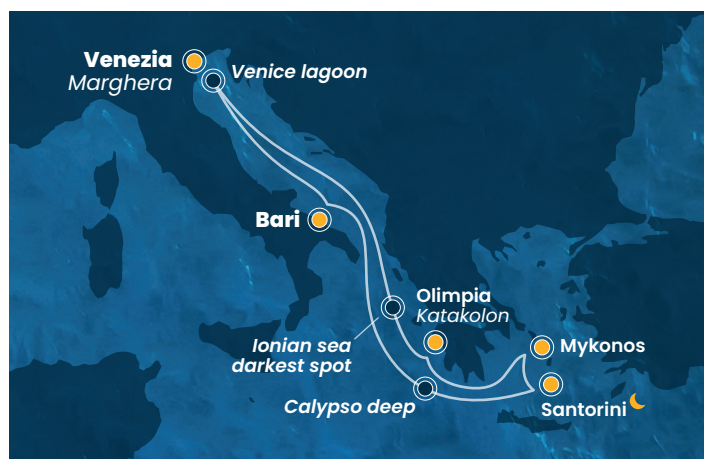 Venezia
Marghera
Venice lagoon
Bari
Olimpia
Katakolon
Ionian sea
darkest spot
Mykonos
Calypso deep
Santorini